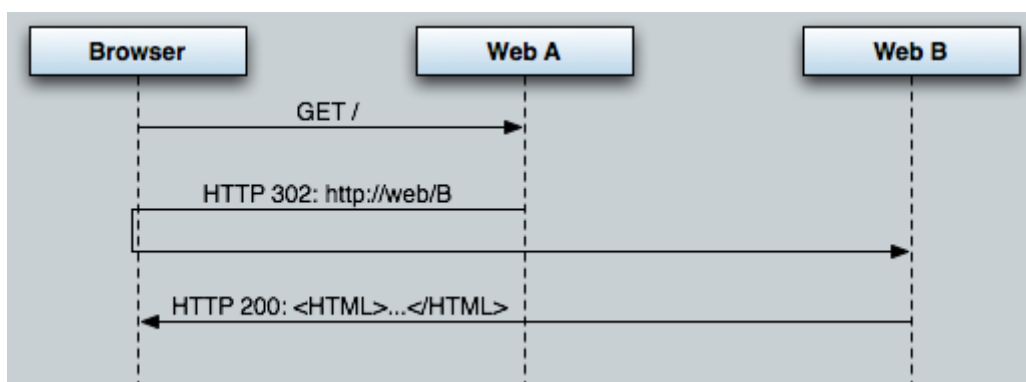 Browser
Web A
Web B
GET /
HTTP 302: http://web/B
HTTP 200: <HTML>...</HTML>